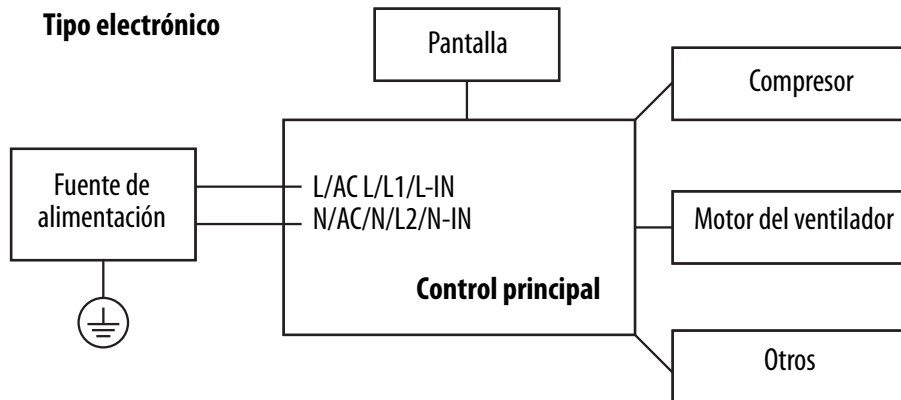 Tipo electrónico
Pantalla
Compresor
Fuente de
alimentación
L/AC L/L1/L-IN
N/AC/N/L2/N-IN
Motor del ventilador
Control principal
Otros